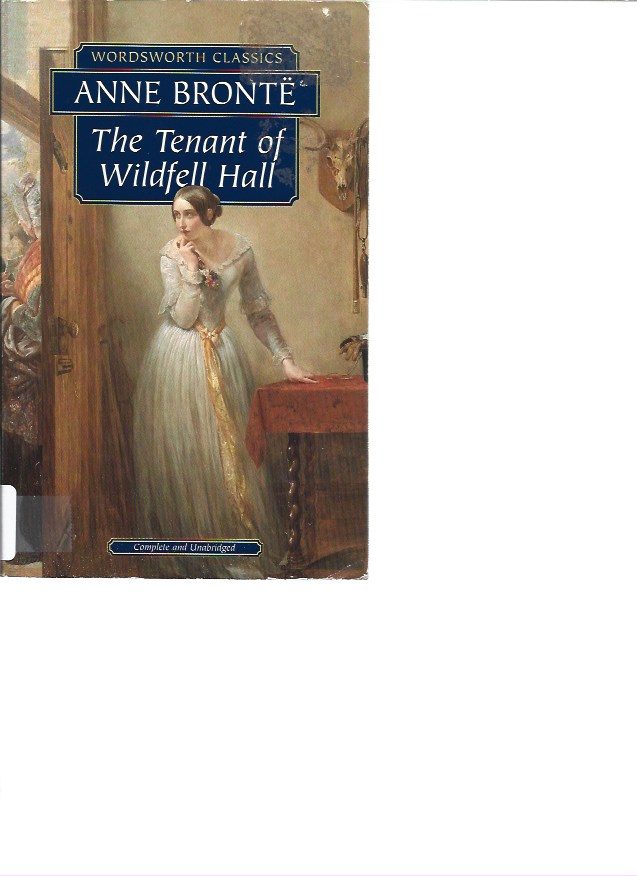 WORDSWORTH CLASSICS
ANNE BRONTË
The Tenant of
Wildfell Hall
Complete and Unabridged